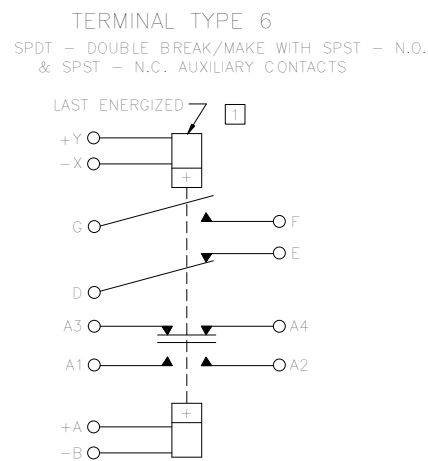 TERMINAL TYPE 6
SPDT - DOUBLE BREAK/MAKE WITH SPST - N.O.
& SPST - N.C. AUXILIARY CONTACTS
LAST ENERGIZED
1
+Y
-X
+
G
F
E
D
A3
A4
A1
A2
+
+A
-B